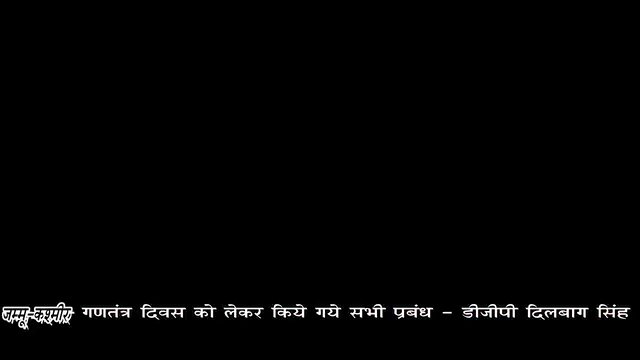 जम्मू-कश्मीर- गणतंत्र दिवस को लेकर किये गये सभी प्रबंध – डीजीपी दिलबाग सिंह